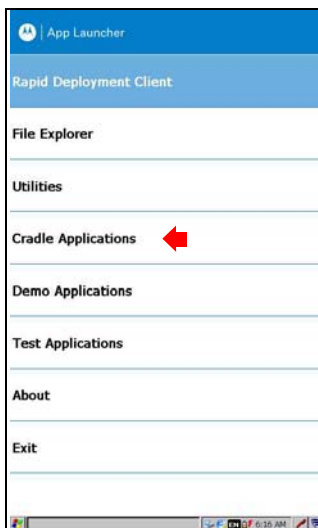 App Launcher
Rapid Deployment Client
File Explorer
Utilities
Cradle Applications
Demo Applications
Test Applications
About
Exit
EN 6:16 AM